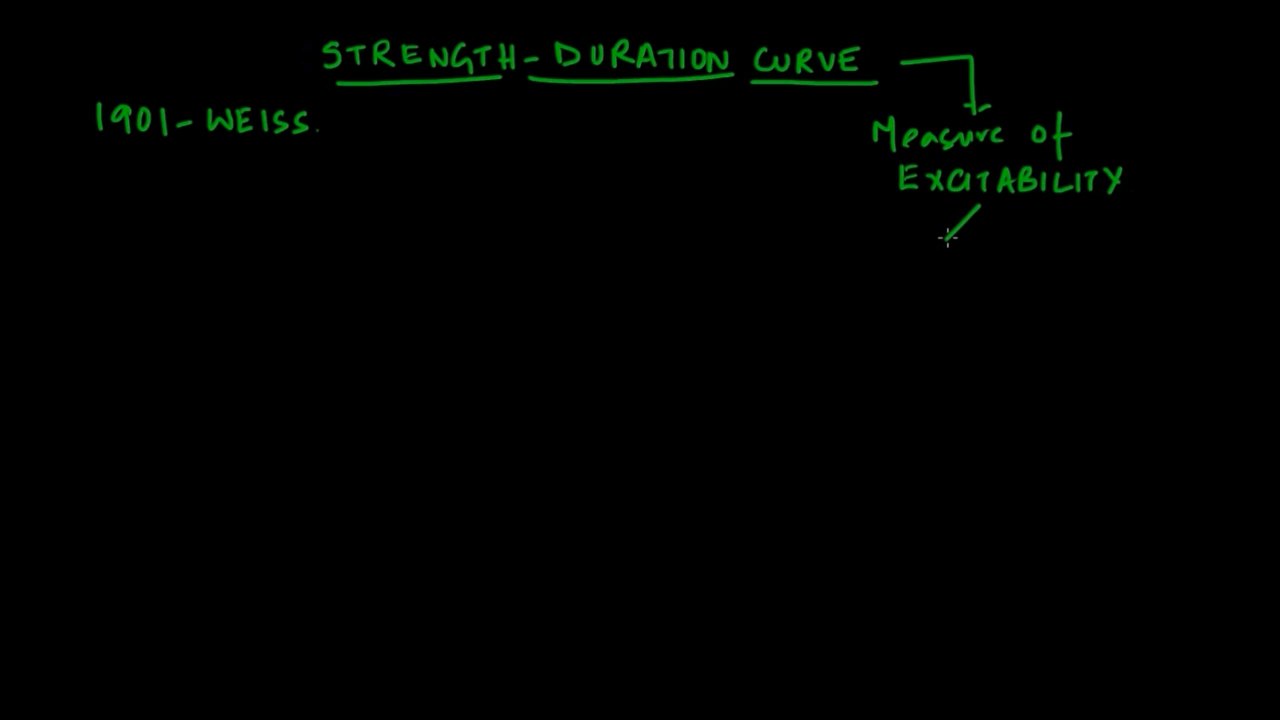 STRENGTH - DURATION CURVE
1901 - WEISS.
Measure of
EXCITABILITY